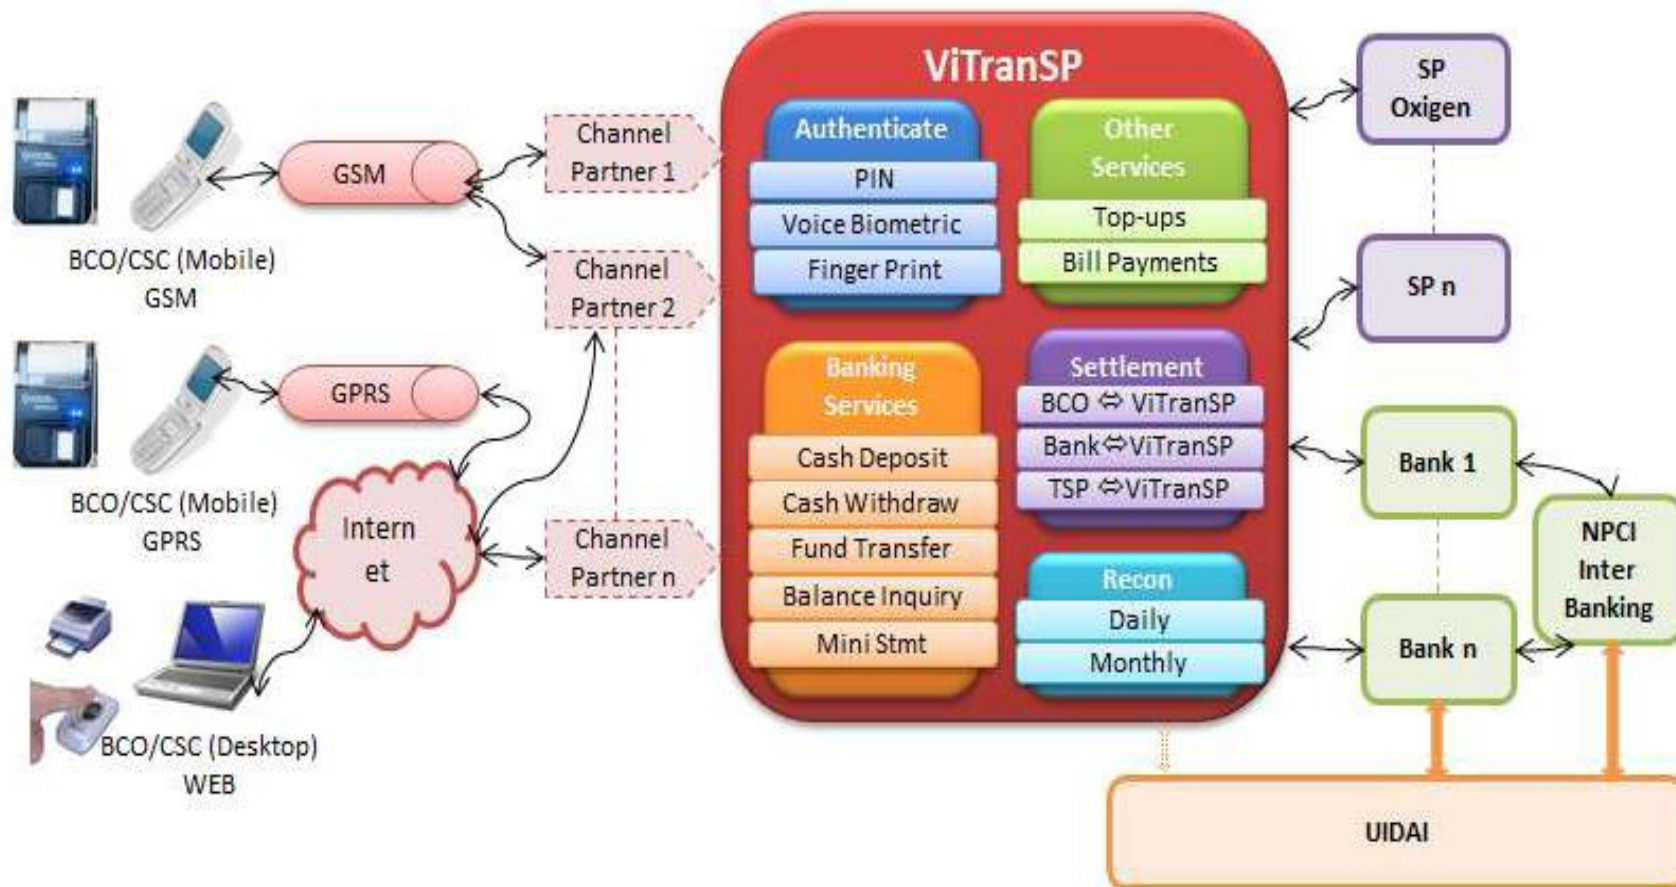 ViTranSP
Authenticate
PIN
Voice Biometric
Finger Print
Other
Services
Top-ups
Bill Payments
Banking
Services
Cash Deposit
Cash Withdraw
Fund Transfer
Balance Inquiry
Mini Stmt
Settlement
BCO ⇔ ViTranSP
Bank⇔ViTranSP
TSP ⇔ViTranSP
Recon
Daily
Monthly
BCO/CSC (Mobile)
GSM
GSM
BCO/CSC (Mobile)
GPRS
GPRS
BCO/CSC (Desktop)
WEB
Intern
et
Channel
Partner 1
Channel
Partner 2
Channel
Partner n
SP
Oxigen
SP n
Bank 1
Bank n
NPCI
Inter
Banking
UIDAI